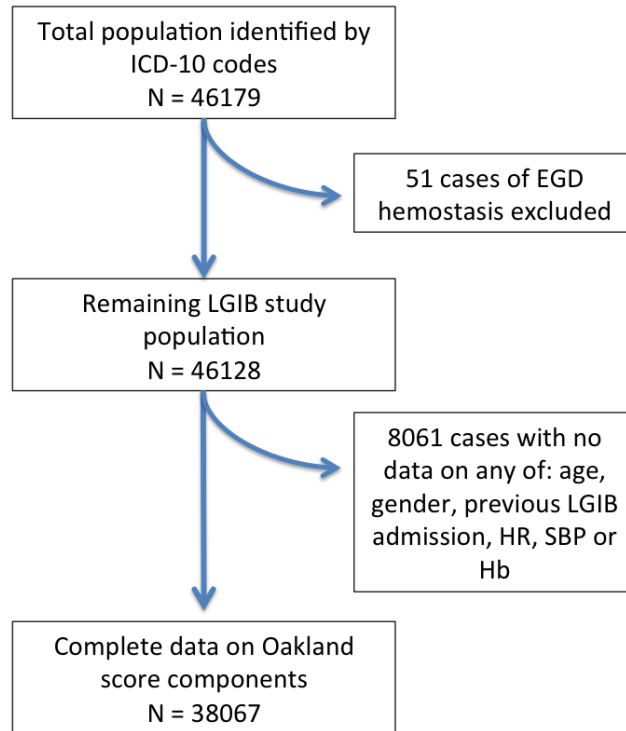 Total population identified by
ICD-10 codes
N = 46179
51 cases of EGD
hemostasis excluded
Remaining LGIB study
population
N = 46128
8061 cases with no
data on any of: age,
gender, previous LGIB
admission, HR, SBP or
Hb
Complete data on Oakland
score components
N = 38067